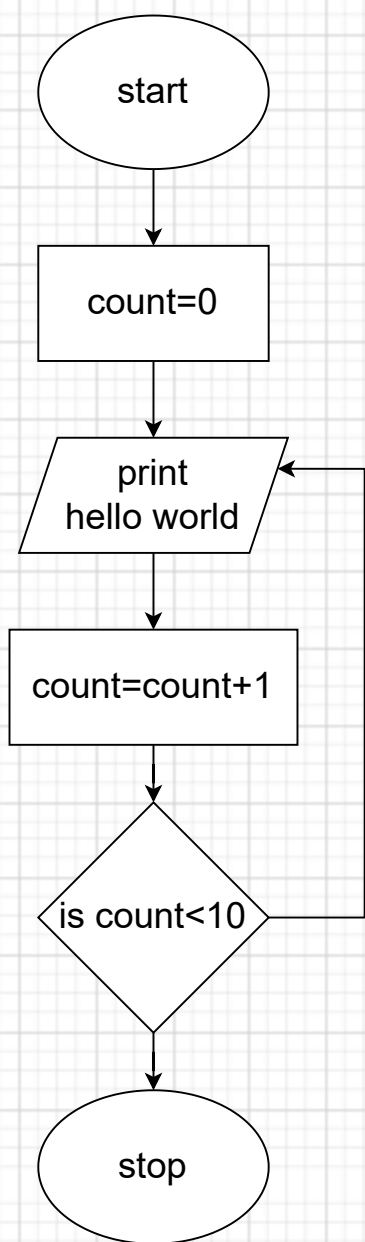 start
count=0
print
hello world
count=count+1
is count<10
stop